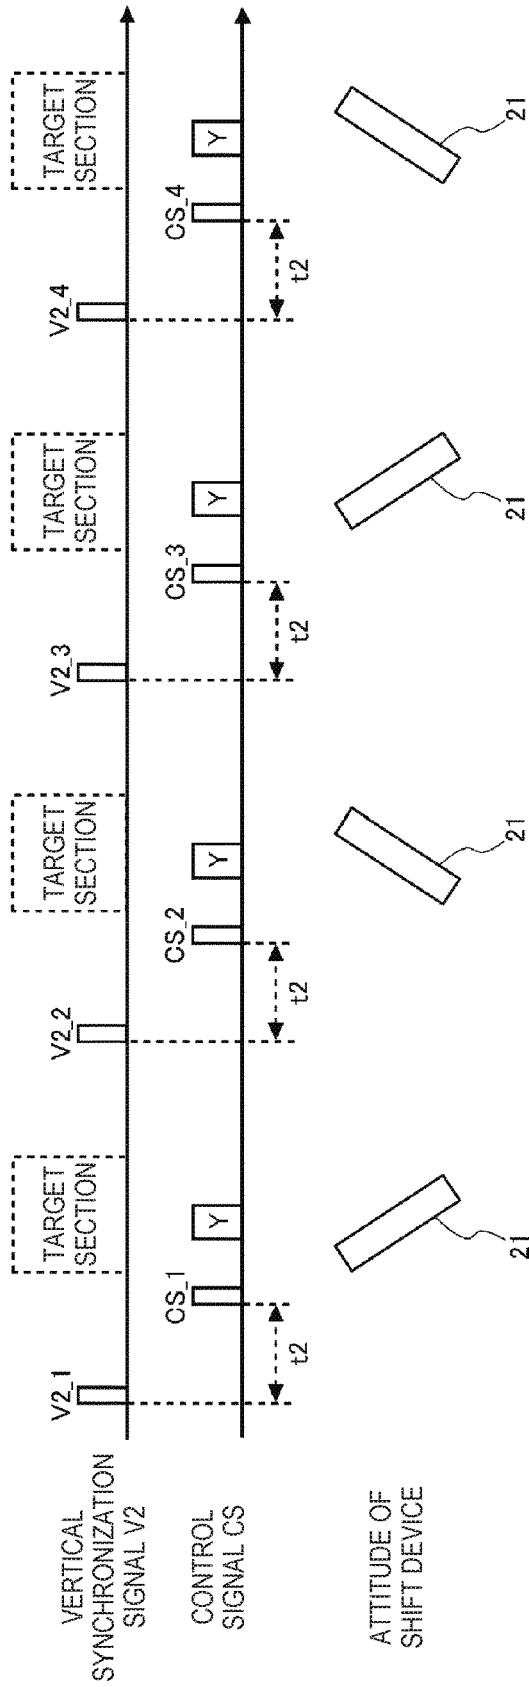 VERTICAL
SYNCHRONIZATION
SIGNAL V2
V2_1
TARGET
SECTION
V2_2
TARGET
SECTION
V2_3
TARGET
SECTION
V2_4
TARGET
SECTION
CONTROL
SIGNAL CS
CS_1
Y
CS_2
Y
CS_3
Y
CS_4
Y
t2
t2
t2
t2
ATTITUDE OF
SHIFT DEVICE
21
21
21
21